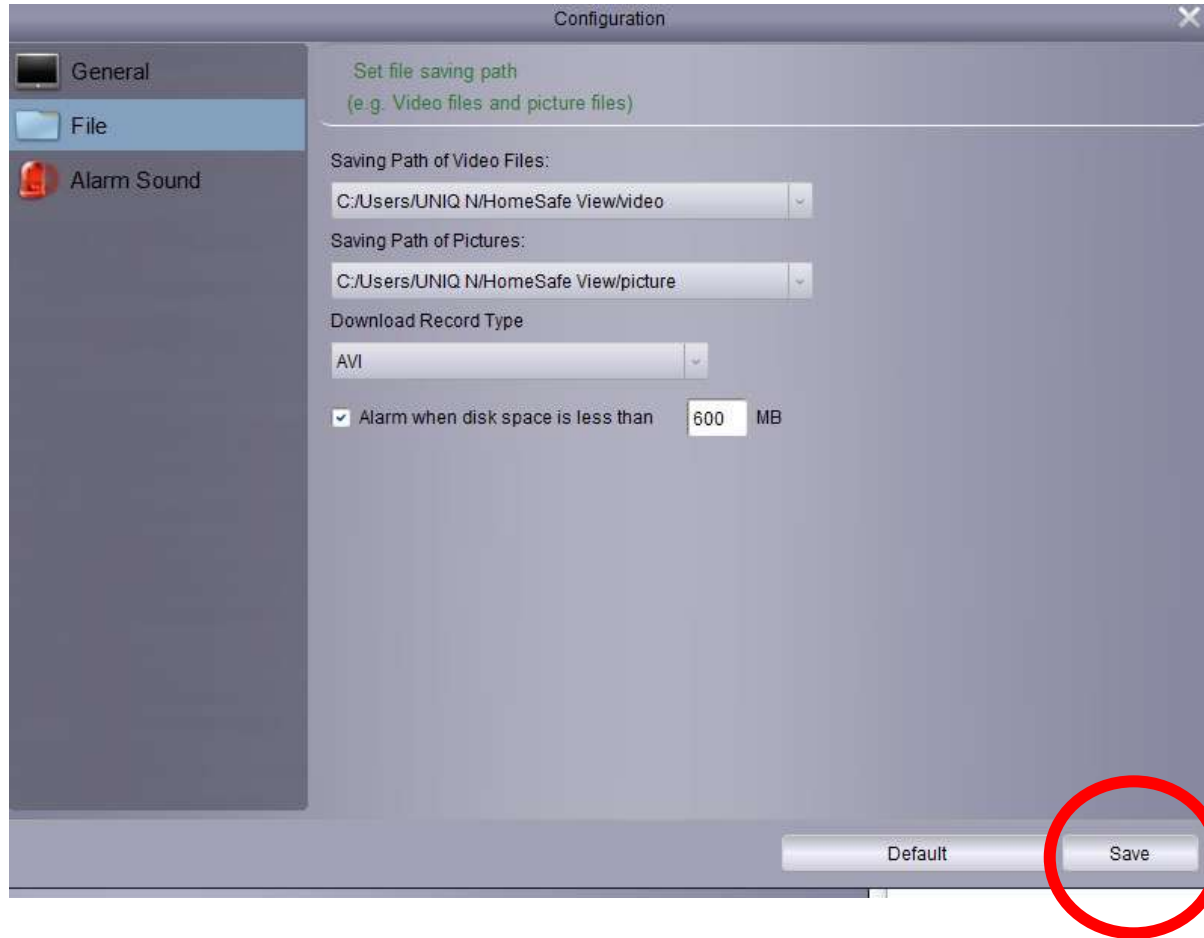 Configuration
General
File
Alarm Sound
Set file saving path
(e.g. Video files and picture files)
Saving Path of Video Files:
C:/Users/UNIQ N/HomeSafe View/video
Saving Path of Pictures:
C:/Users/UNIQ N/HomeSafe View/picture
Download Record Type
AVI
Alarm when disk space is less than 600 MB
Default Save